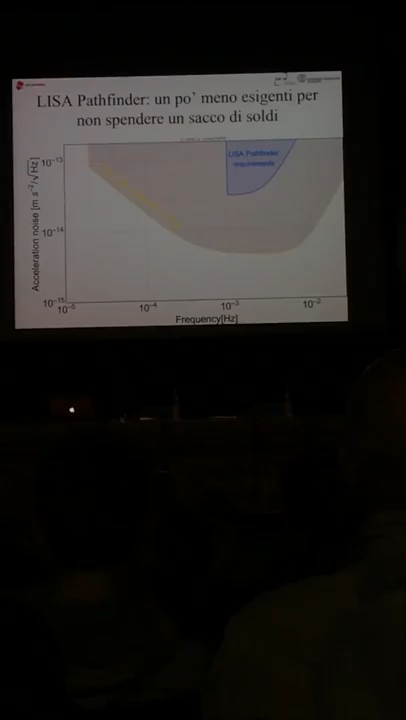 LISA Pathfinder: un po’ meno esigenti per
non spendere un sacco di soldi
LISA Pathfinder
requirements
Acceleration noise [m s⁻²/√Hz]
10⁻¹³
10⁻¹⁴
10⁻¹⁵
10⁻⁵
10⁻⁴
10⁻³
10⁻²
Frequency[Hz]